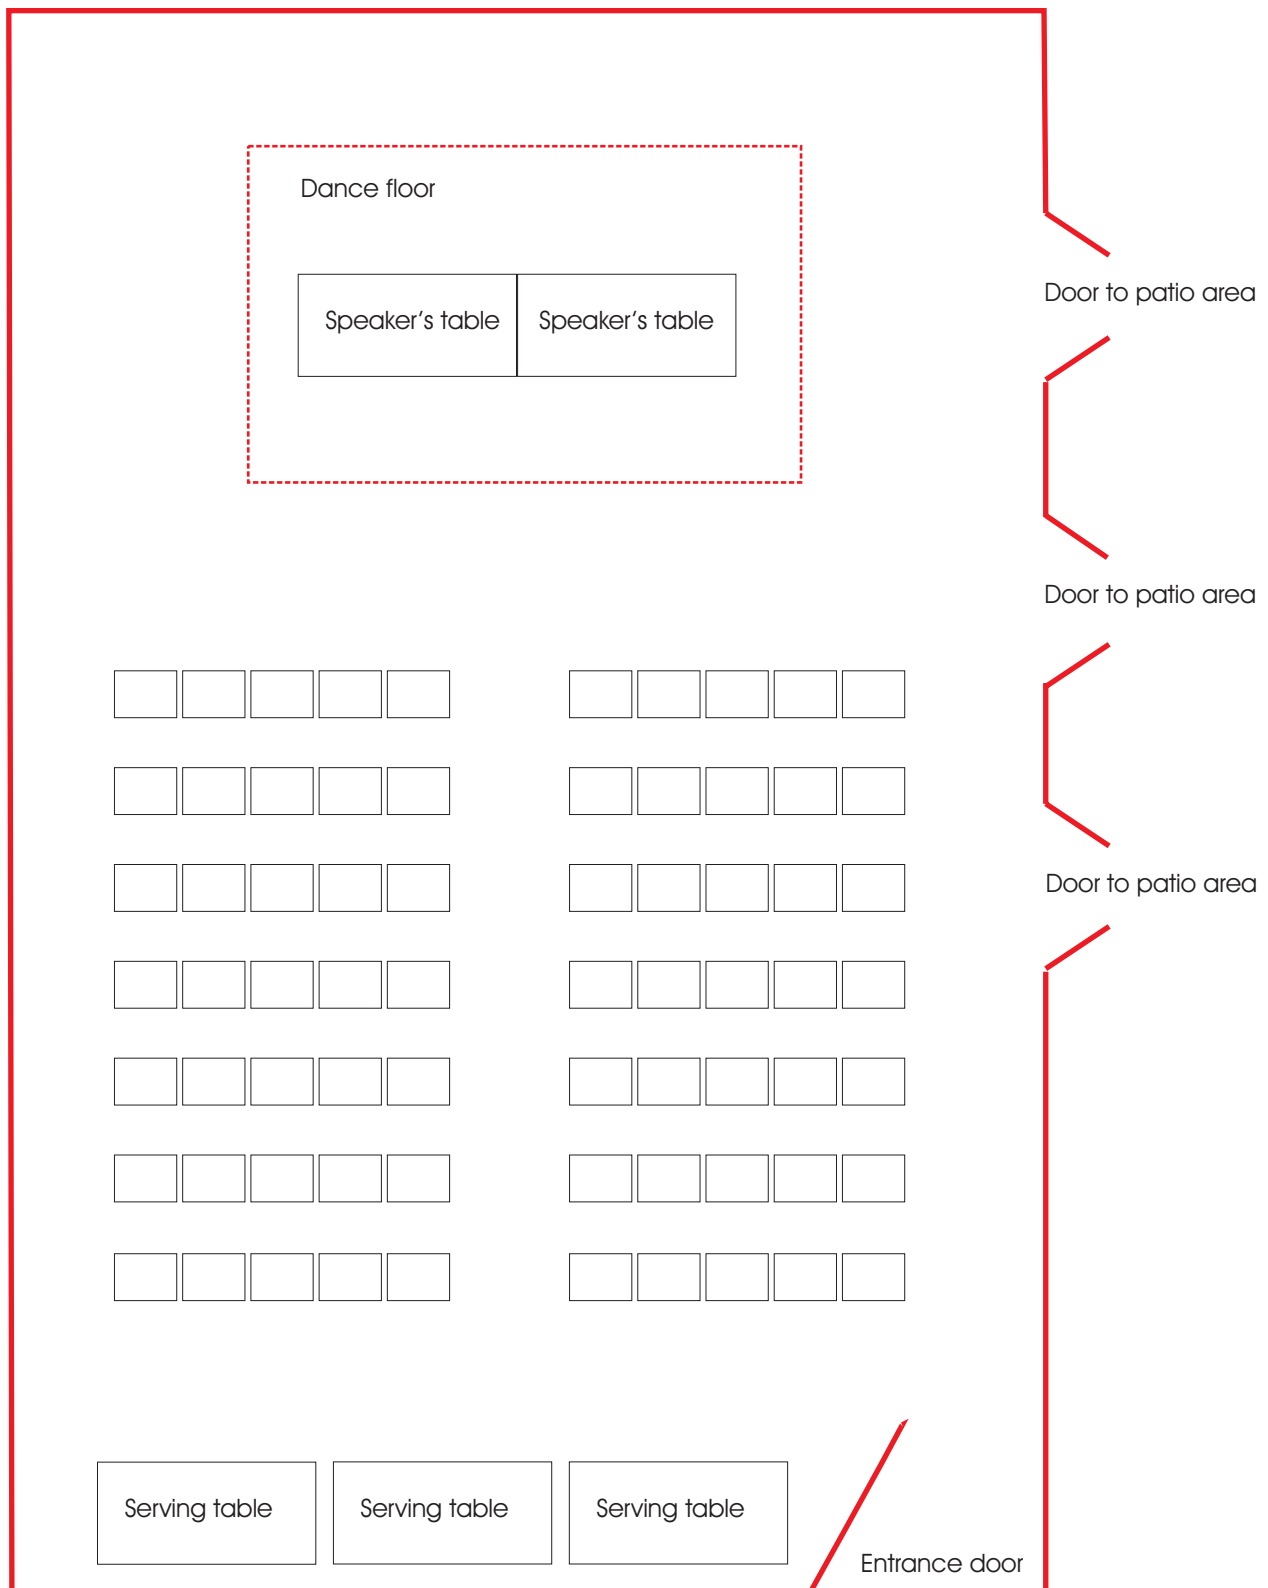 Dance floor
Door to patio area
Speaker's table
Speaker's table
Door to patio area
Door to patio area
Serving table
Serving table
Serving table
Entrance door